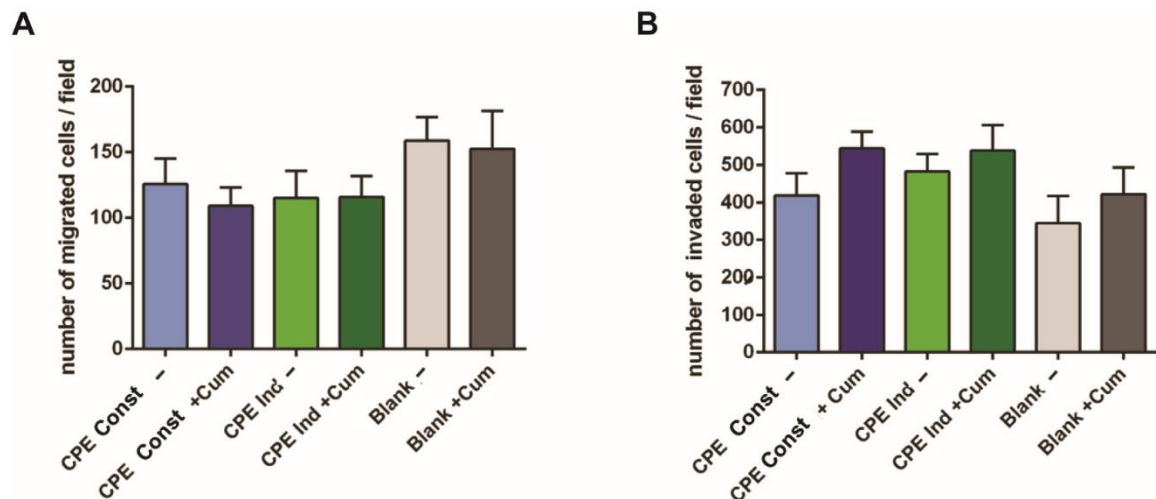 A
number of migrated cells / field
200
150
100
50
0
CPE Const –
CPE Const +Cum
CPE Ind' –
CPE Ind +Cum
Blank –
Blank +Cum
B
number of invaded cells / field
700
600
500
400
300
200
100
0
CPE Const –
CPE Const + Cum
CPE Ind –
CPE Ind +Cum
Blank –
Blank +Cum